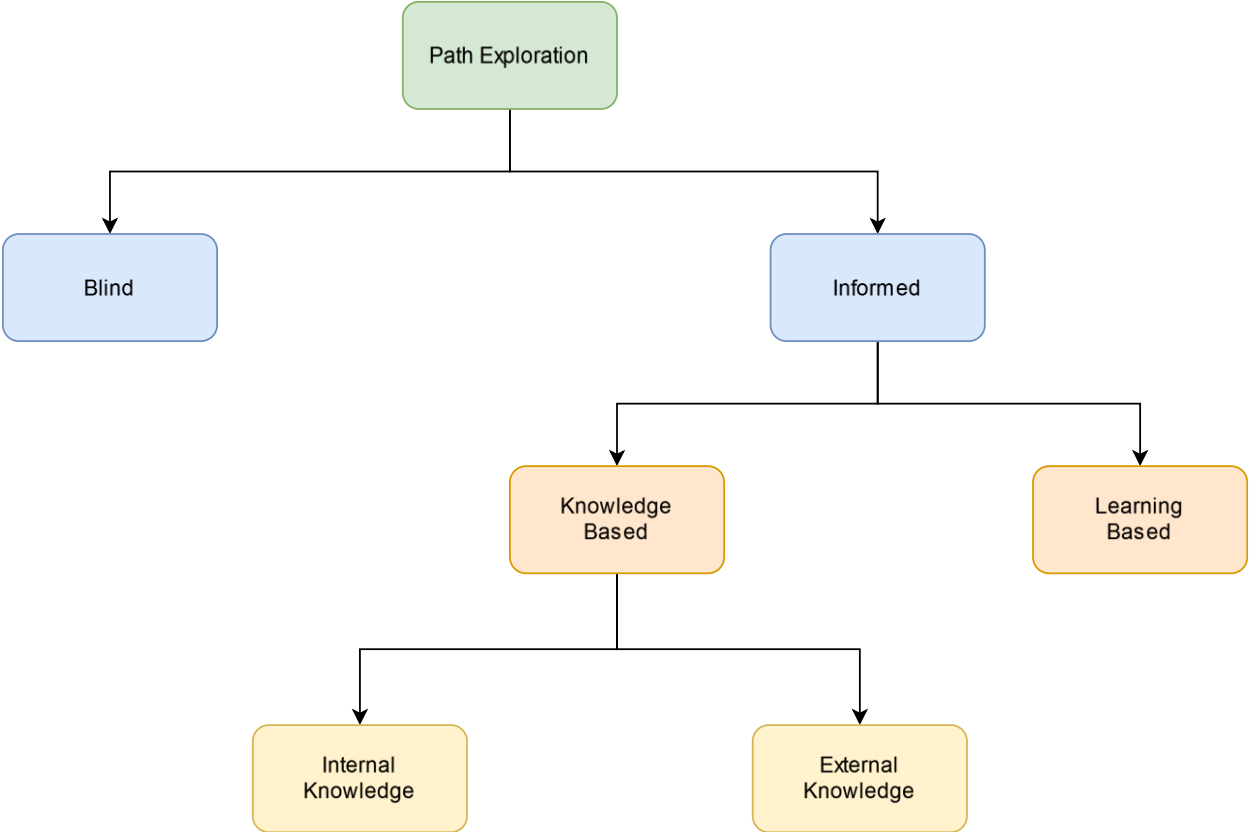 Path Exploration
Blind
Informed
Knowledge
Based
Learning
Based
Internal
Knowledge
External
Knowledge